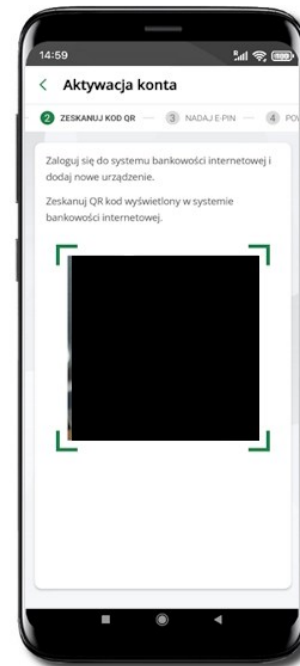 14:59
Aktywacja konta
2 ZESKANUJ KOD QR 3 NADAJ E-PIN 4
Zaloguj się do systemu bankowości internetowej i
dodaj nowe urządzenie.
Zeskanuj QR kod wyświetlony w systemie
bankowości internetowej.